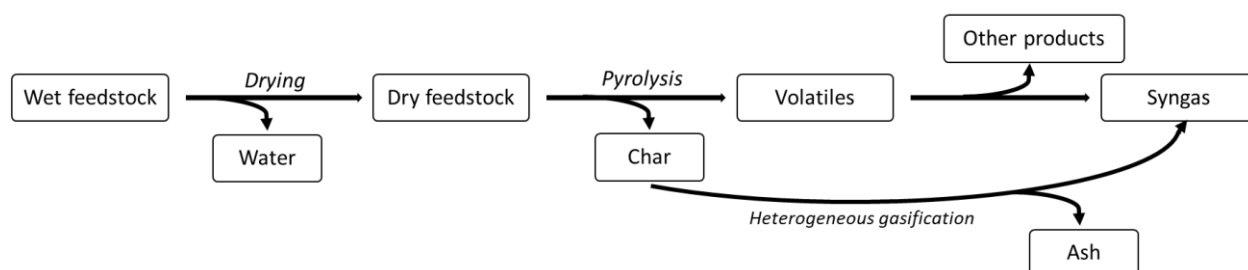 Other products
Drying
Pyrolysis
Wet feedstock
Dry feedstock
Volatiles
Syngas
Water
Char
Heterogeneous gasification
Ash